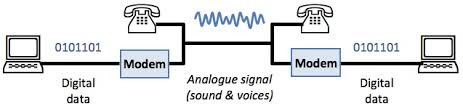 0101101
Modem
Digital
data
Analogue signal
(sound & voices)
Modem
0101101
Digital
data